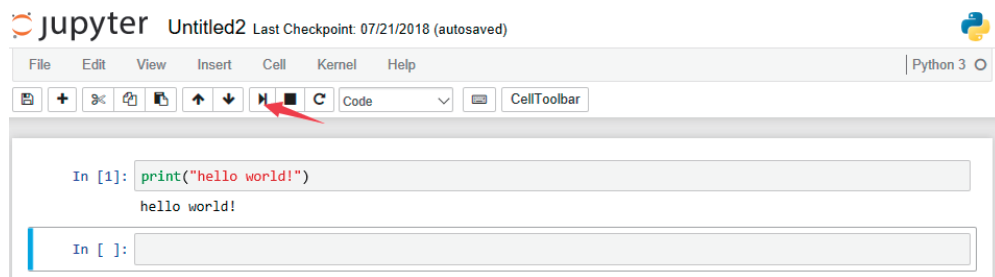 jupyter Untitled2 Last Checkpoint: 07/21/2018 (autosaved)
File Edit View Insert Cell Kernel Help Python 3
Code CellToolbar
In [1]: print("hello world!")
hello world!
In [ ]: